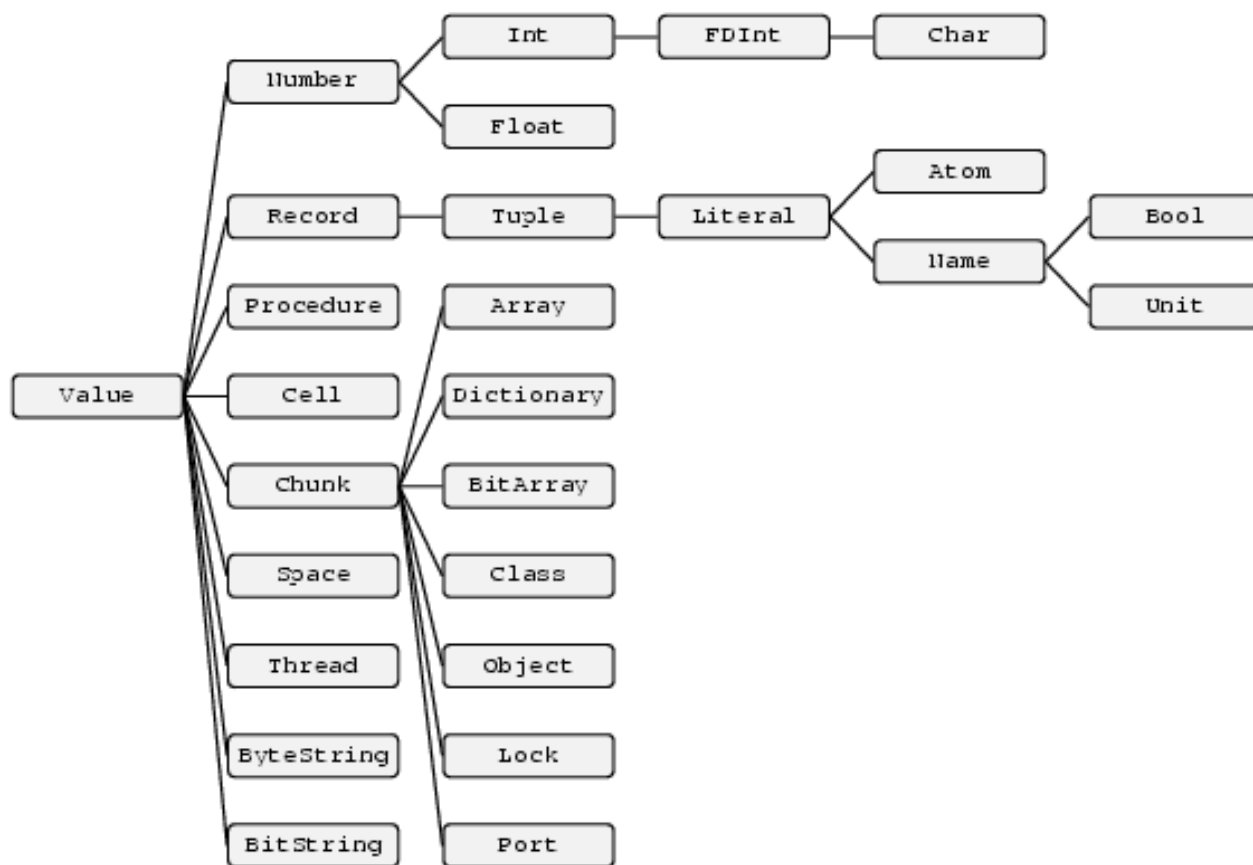 Int FDInt Char
Number
Float
Atom
Record Tuple Literal Bool
Name
Procedure Array Unit
Value Cell Dictionary
Chunk BitArray
Space Class
Thread Object
ByteString Lock
BitString Port